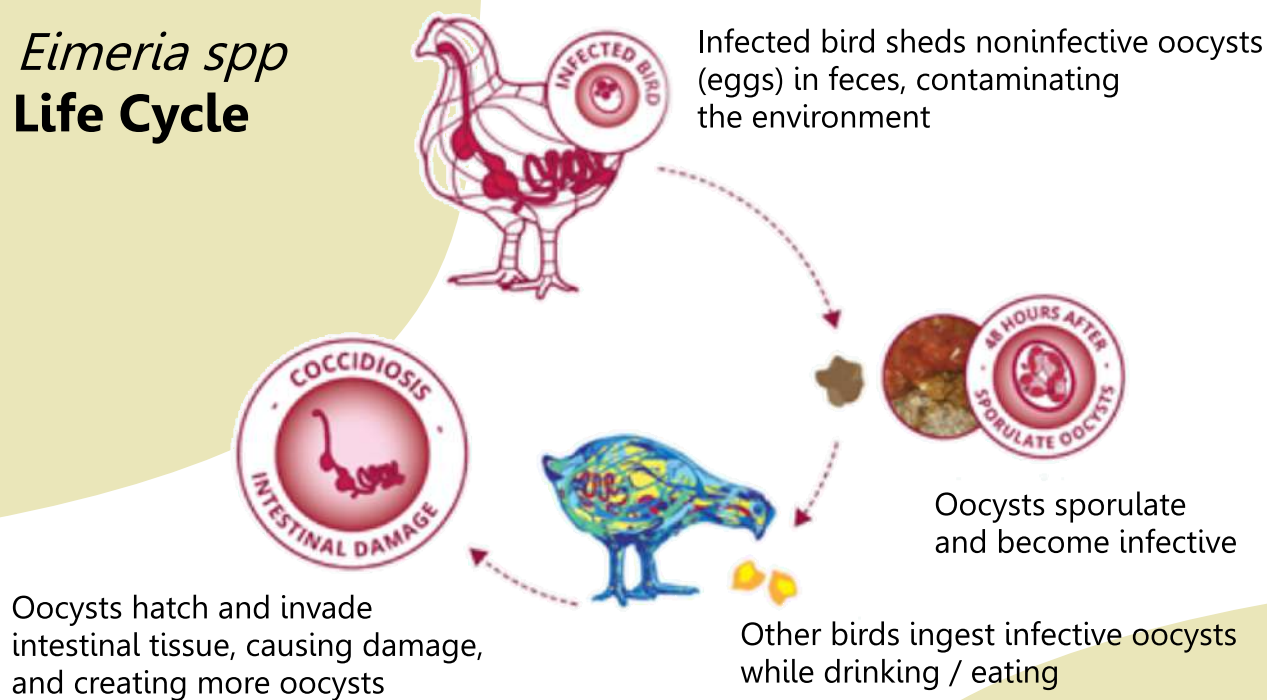 Eimeria spp
Life Cycle
INFECTED BIRD
Infected bird sheds noninfective oocysts
(eggs) in feces, contaminating
the environment
48 HOURS AFTER
SPORULATE OOCYSTS
Oocysts sporulate
and become infective
Other birds ingest infective oocysts
while drinking / eating
COCCIDIOSIS
INTESTINAL DAMAGE
Oocysts hatch and invade
intestinal tissue, causing damage,
and creating more oocysts